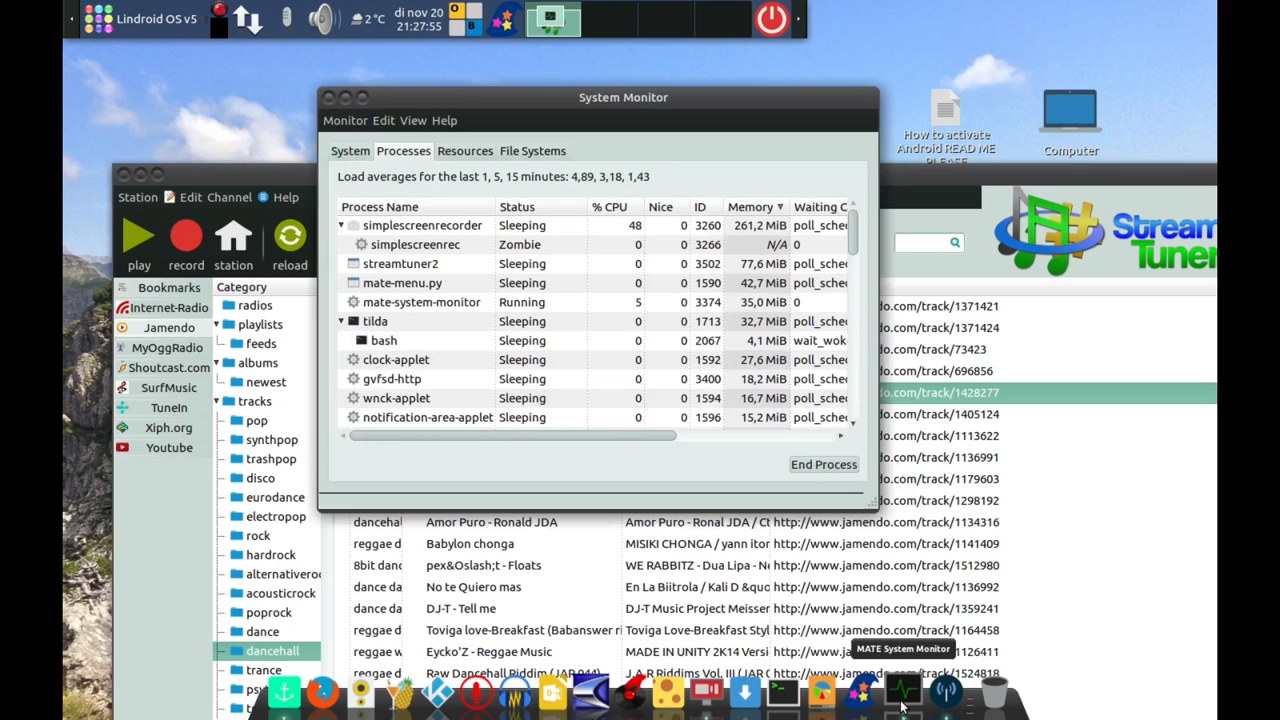 Lindroid OS v5
2 °C
di nov 20
21:27:55
O
B
System Monitor
Monitor Edit View Help
System Processes Resources File Systems
Load averages for the last 1, 5, 15 minutes: 4,89, 3,18, 1,43
Process Name Status % CPU Nice ID Memory Waiting C
simplescreenrecorder Sleeping 48 0 3260 261,2 MiB poll_sche
simplescreenrec Zombie 0 0 3266 N/A 0
streamtuner2 Sleeping 0 0 3502 77,6 MiB poll_sche
mate-menu.py Sleeping 0 0 1590 42,7 MiB poll_sche
mate-system-monitor Running 5 0 3374 35,0 MiB 0
tilda Sleeping 0 0 1713 32,7 MiB poll_sche
bash Sleeping 0 0 2067 4,1 MiB wait_wok
clock-applet Sleeping 0 0 1592 27,6 MiB poll_sche
gvfsd-http Sleeping 0 0 3400 18,2 MiB poll_sche
wnck-applet Sleeping 0 0 1594 16,7 MiB poll_sche
notification-area-applet Sleeping 0 0 1596 15,2 MiB poll_sche
End Process
How to activate
Android READ ME
PLEASE
Computer
Station Edit Channel Help
play record station reload
Stream
Tuner
Bookmarks
Internet-Radio
Jamendo
MyOggRadio
Shoutcast.com
SurfMusic
TuneIn
Xiph.org
Youtube
Category
radios
playlists
feeds
albums
newest
tracks
pop
synthpop
trashpop
disco
eurodance
electropop
rock
hardrock
alternativeroc
acousticrock
poprock
dance
dancehall
trance
psy
do.com/track/1371421
do.com/track/1371424
do.com/track/73423
do.com/track/696856
do.com/track/1428277
do.com/track/1405124
do.com/track/1113622
do.com/track/1136991
do.com/track/1179603
do.com/track/1298192
dancehal Amor Puro - Ronald JDA Amor Puro - Ronal JDA / Ct http://www.jamendo.com/track/1134316
reggae d Babylon chonga MISIKI CHONGA / yann itor http://www.jamendo.com/track/1141409
8bit danc pex&Oslash;t - Floats WE RABBITZ - Dua Lipa - Ne http://www.jamendo.com/track/1512980
dance da No te Quiero mas En La Biitrola / Kali D &quo http://www.jamendo.com/track/1136992
dance da DJ-T - Tell me DJ-T Music Project Meisser http://www.jamendo.com/track/1359241
reggae d Toviga love-Breakfast (Babanswer ri Toviga Love-Breakfast Styl http://www.jamendo.com/track/1164458
reggae w Eycko'Z - Reggae Music MADE IN UNITY 2K14 Versi
/1126411
reggae d Raw Dancehall Riddim (JAR044) J.A.R Riddims Vol. III (JAR
/1524818
MATE System Monitor